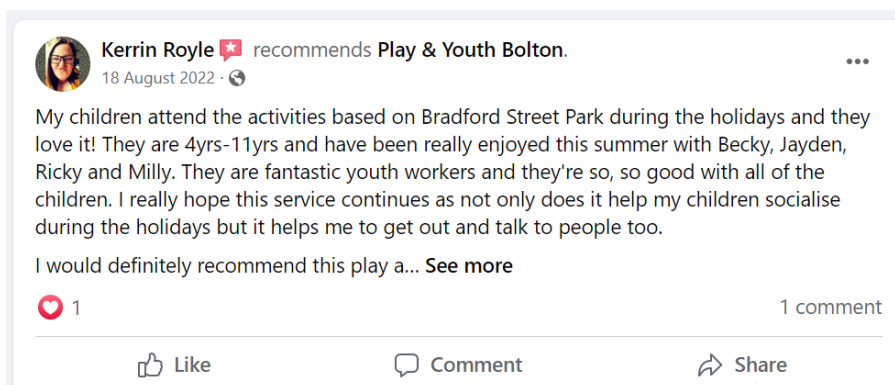 Kerrin Royle recommends Play & Youth Bolton.
18 August 2022 ·
•••
My children attend the activities based on Bradford Street Park during the holidays and they
love it! They are 4yrs-11yrs and have been really enjoyed this summer with Becky, Jayden,
Ricky and Milly. They are fantastic youth workers and they're so, so good with all of the
children. I really hope this service continues as not only does it help my children socialise
during the holidays but it helps me to get out and talk to people too.
I would definitely recommend this play a... See more
1 1 comment
Like Comment Share